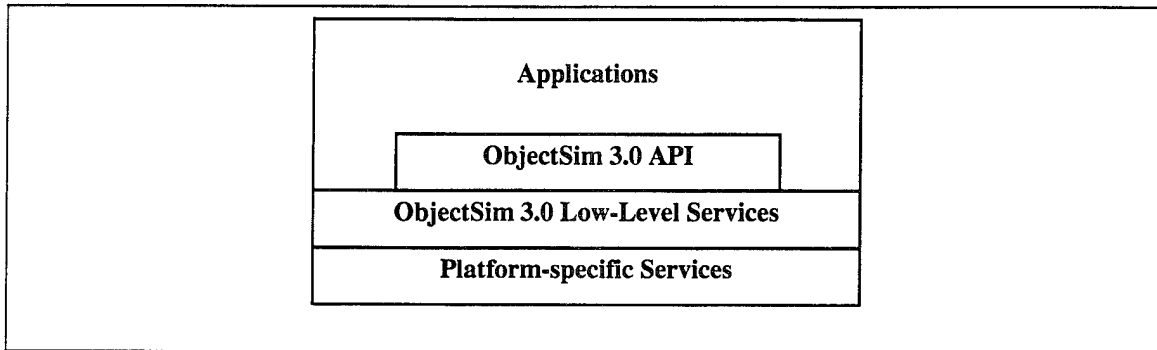 Applications
ObjectSim 3.0 API
ObjectSim 3.0 Low-Level Services
Platform-specific Services